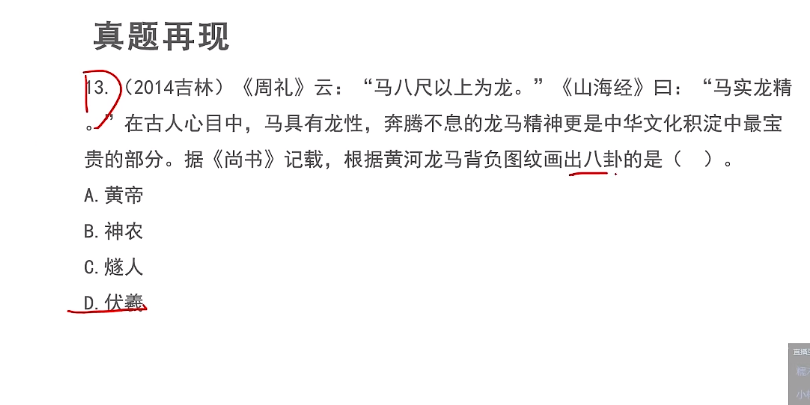 真题再现
13.（2014吉林）《周礼》云：“马八尺以上为龙。”《山海经》曰：“马实龙精
。”在古人心目中，马具有龙性，奔腾不息的龙马精神更是中华文化积淀中最宝
贵的部分。据《尚书》记载，根据黄河龙马背负图纹画出八卦的是（　）。
A.黄帝
B.神农
C.燧人
D.伏羲